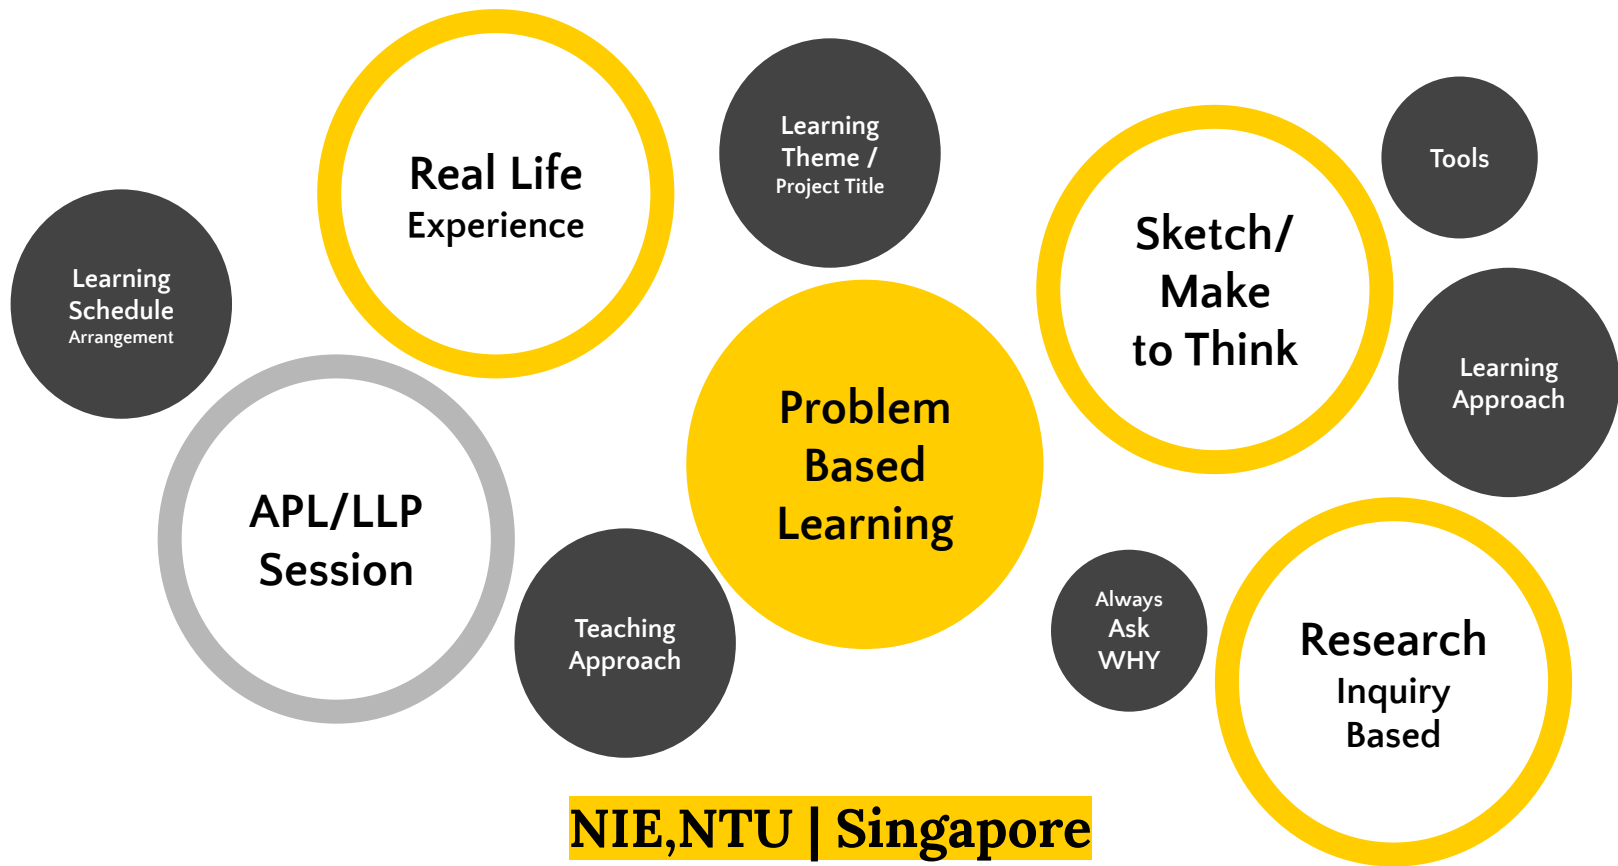 Real Life
Experience
Learning
Theme /
Project Title
Tools
Sketch/
Make
to Think
Learning
Schedule
Arrangement
Learning
Approach
Problem
Based
Learning
APL/LLP
Session
Teaching
Approach
Always
Ask
WHY
Research
Inquiry
Based
NIE,NTU | Singapore